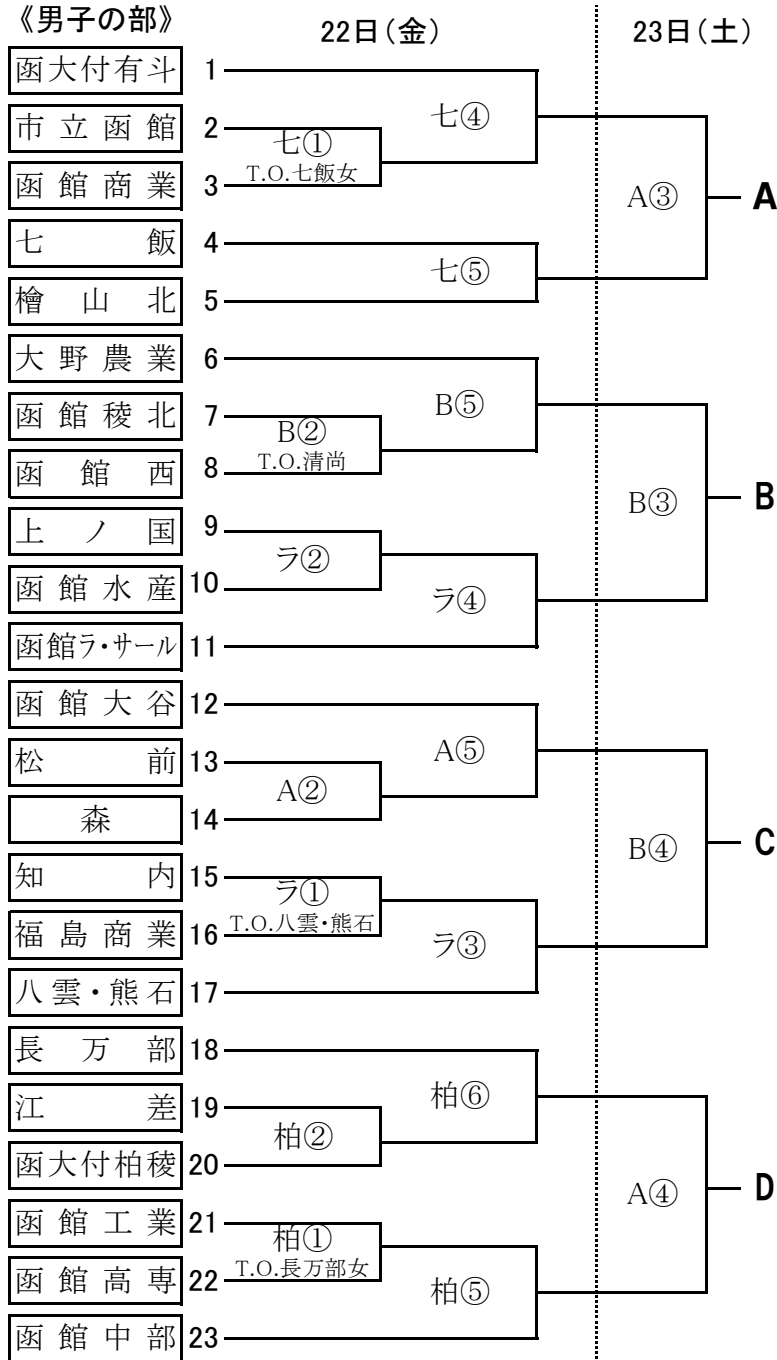 《男子の部》
22日(金)
23日(土)
函大付有斗 1
七④
市立函館 2
七①
T.O.七飯女
函館商業 3
A③
A
七飯 4
七⑤
檜山北 5
大野農業 6
B⑤
函館稜北 7
B②
T.O.清尚
函館西 8
B③
B
上ノ国 9
ラ②
函館水産 10
ラ④
函館ラ・サール 11
函館大谷 12
A⑤
松前 13
A②
森 14
B④
C
知内 15
ラ①
T.O.八雲・熊石
福島商業 16
ラ③
八雲・熊石 17
長万部 18
柏⑥
江差 19
柏②
函大付柏稜 20
A④
D
函館工業 21
柏①
T.O.長万部女
函館高専 22
柏⑤
函館中部 23